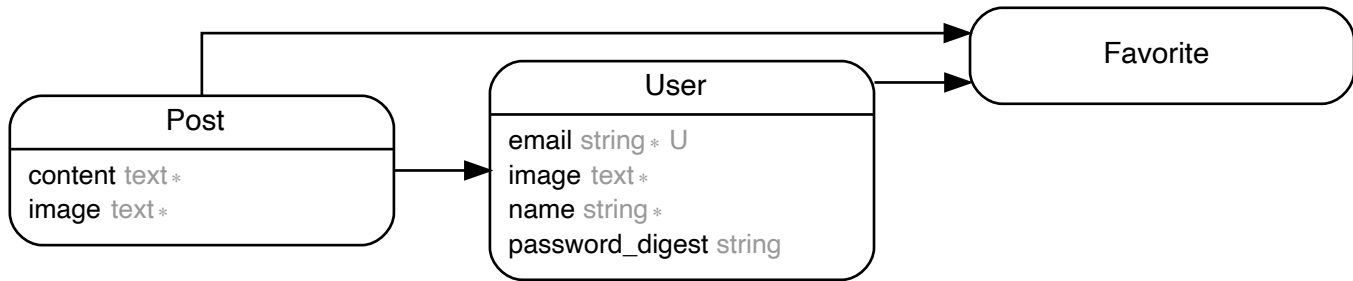 Favorite
Post
content text *
image text *
User
email string * U
image text *
name string *
password_digest string